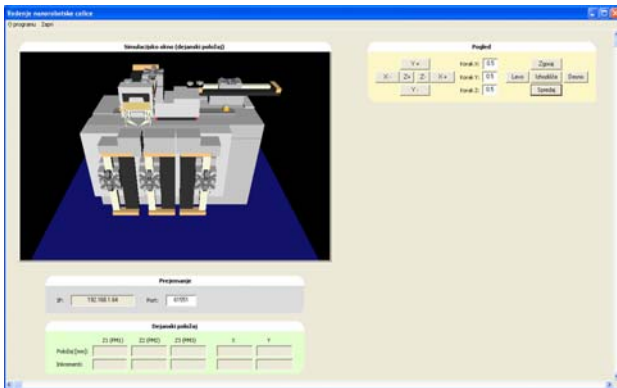 Vodenje nanorobotske celice
O programu Zapri
Simulacijsko okno (dejanski položaj)
Pogled
Y +
X - Z+ Z- X +
Y -
Korak X: 0.5
Korak Y: 0.5
Korak Z: 0.5
Zgoraj
Levo Izhodišče Desno
Spredaj
Prejemanje
IP: 192.168.1.64 Port:
Dejanski položaj
Z1 (PM1) Z2 (PM2) Z3 (PM3) X Y
Položaj [mm]:
Inkrementi: